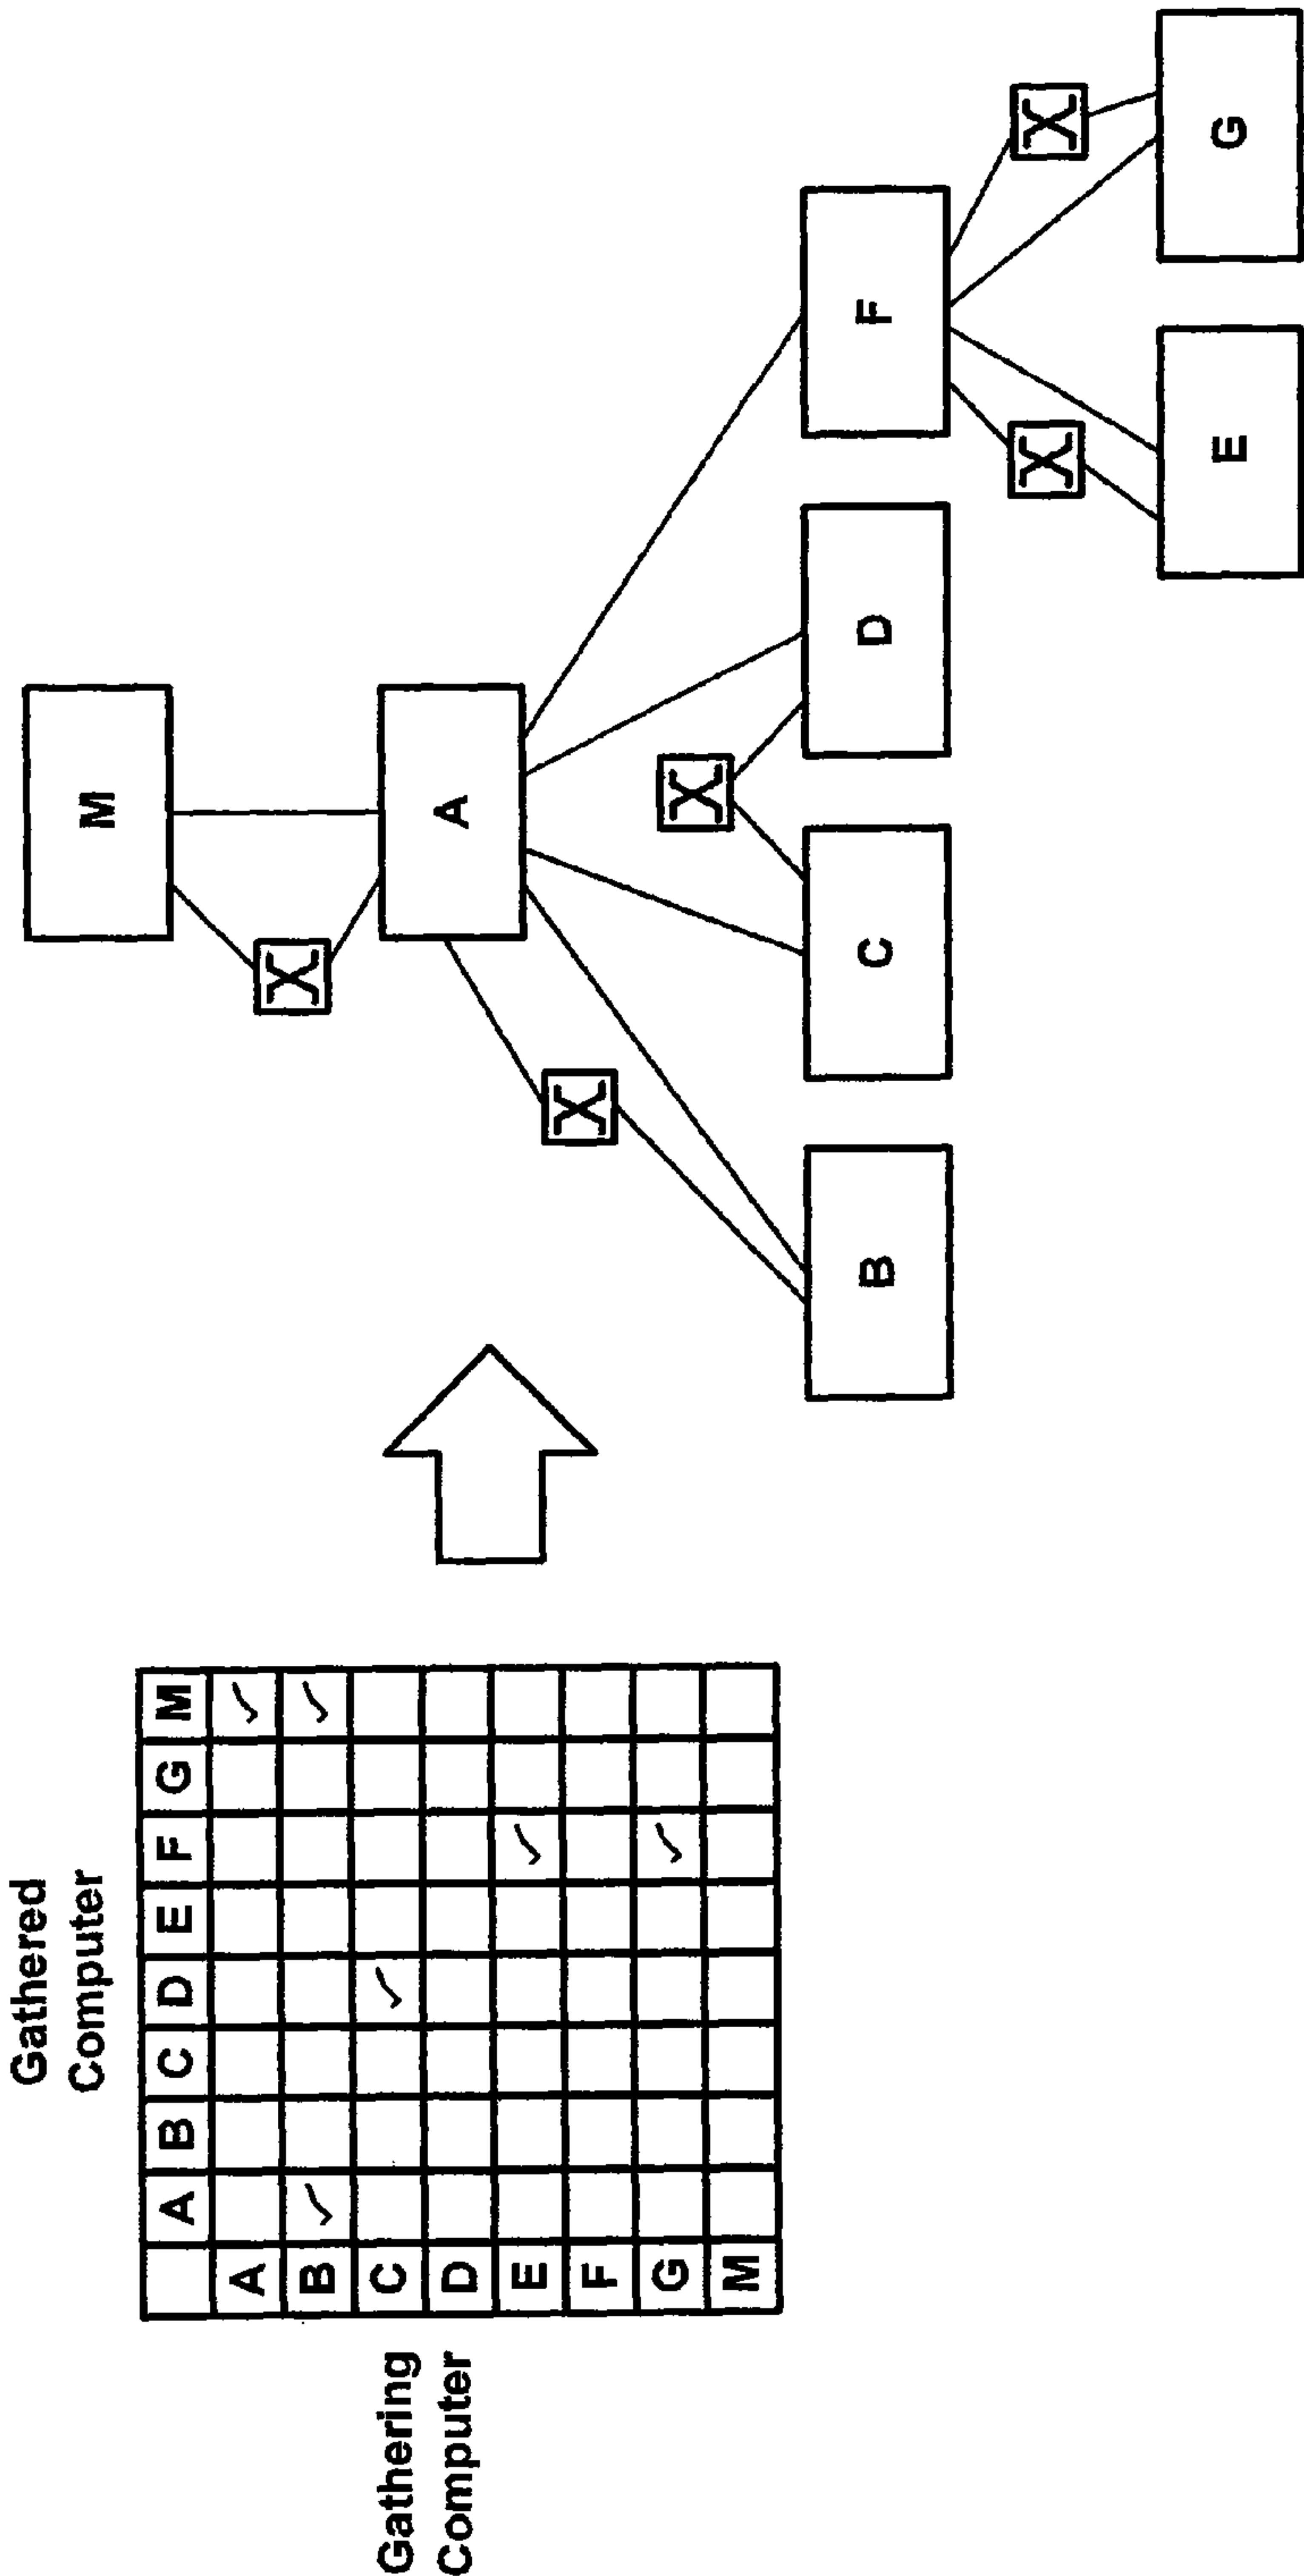 Gathered
Computer
A B C D E F G M
A ✓
B ✓ ✓
C ✓
D
E ✓
F
G ✓
M
Gathering
Computer
M
A
B C D F
E G